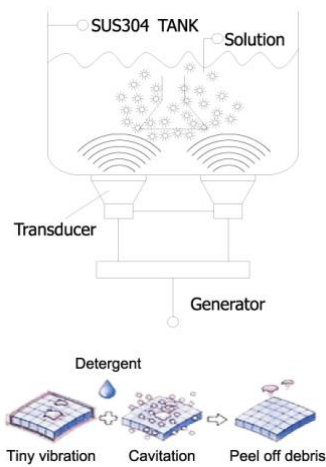 SUS304 TANK
Solution
Transducer
Generator
Detergent
Tiny vibration
Cavitation
Peel off debris